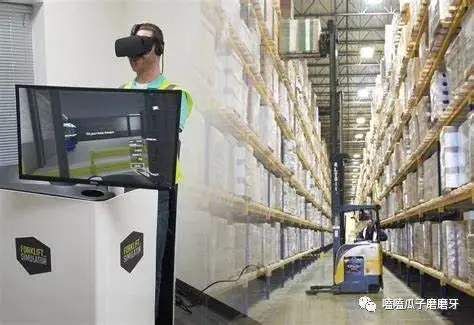 FORKLIFT
SIMULATOR
FORKLIFT
SIMULATOR
嗑嗑瓜子磨磨牙